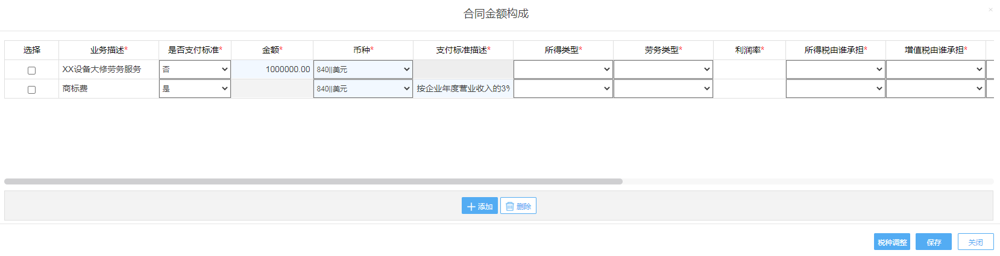 合同金额构成
×
选择 业务描述* 是否支付标准* 金额* 币种* 支付标准描述* 所得类型* 劳务类型* 利润率* 所得税由谁承担* 增值税由谁承担*
XX设备大修劳务服务 否 1000000.00 840||美元
商标费 是 840||美元 按企业年度营业收入的3%
添加 删除
税种调整 保存 关闭